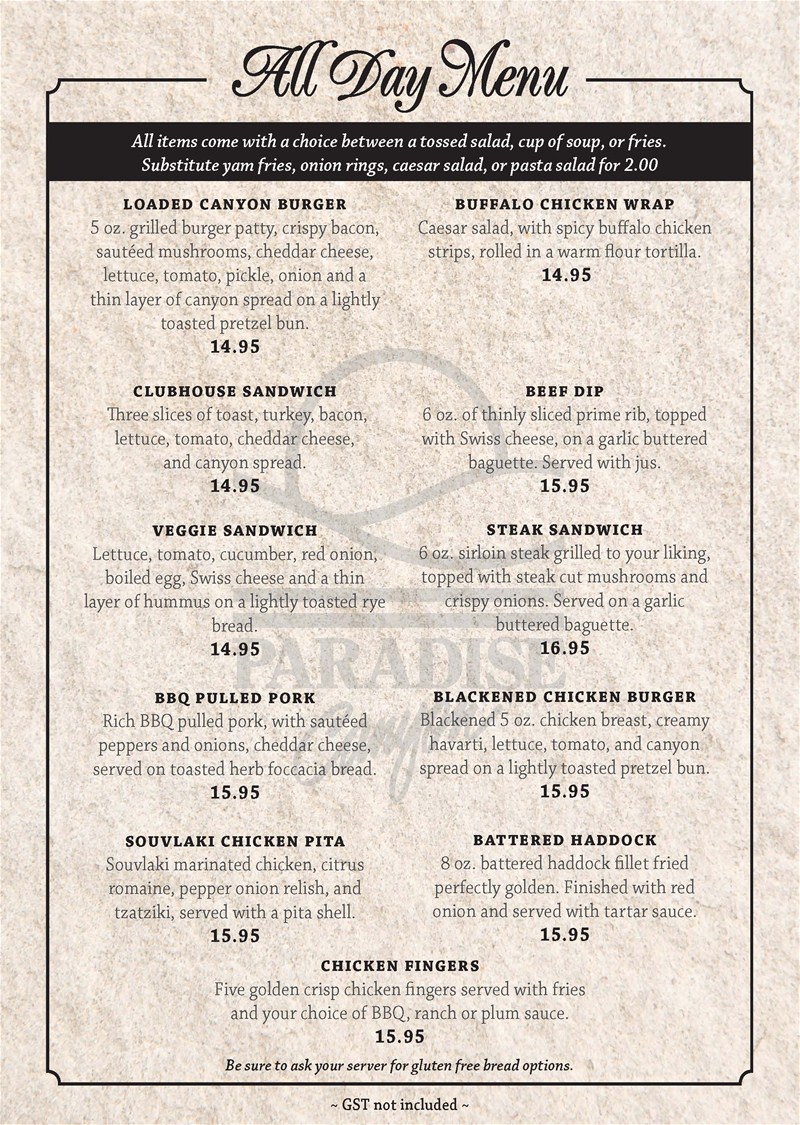 All Day Menu
All items come with a choice between a tossed salad, cup of soup, or fries.
Substitute yam fries, onion rings, caesar salad, or pasta salad for 2.00
LOADED CANYON BURGER
5 oz. grilled burger patty, crispy bacon,
sautéed mushrooms, cheddar cheese,
lettuce, tomato, pickle, onion and a
thin layer of canyon spread on a lightly
toasted pretzel bun.
14.95
BUFFALO CHICKEN WRAP
Caesar salad, with spicy buffalo chicken
strips, rolled in a warm flour tortilla.
14.95
CLUBHOUSE SANDWICH
Three slices of toast, turkey, bacon,
lettuce, tomato, cheddar cheese,
and canyon spread.
14.95
BEEF DIP
6 oz. of thinly sliced prime rib, topped
with Swiss cheese, on a garlic buttered
baguette. Served with jus.
15.95
VEGGIE SANDWICH
Lettuce, tomato, cucumber, red onion,
boiled egg, Swiss cheese and a thin
layer of hummus on a lightly toasted rye
bread.
14.95
STEAK SANDWICH
6 oz. sirloin steak grilled to your liking,
topped with steak cut mushrooms and
crispy onions. Served on a garlic
buttered baguette.
16.95
PARADISE
Canyon
BBQ PULLED PORK
Rich BBQ pulled pork, with sautéed
peppers and onions, cheddar cheese,
served on toasted herb foccacia bread.
15.95
BLACKENED CHICKEN BURGER
Blackened 5 oz. chicken breast, creamy
havarti, lettuce, tomato, and canyon
spread on a lightly toasted pretzel bun.
15.95
SOUVLAKI CHICKEN PITA
Souvlaki marinated chicken, citrus
romaine, pepper onion relish, and
tzatziki, served with a pita shell.
15.95
BATTERED HADDOCK
8 oz. battered haddock fillet fried
perfectly golden. Finished with red
onion and served with tartar sauce.
15.95
CHICKEN FINGERS
Five golden crisp chicken fingers served with fries
and your choice of BBQ, ranch or plum sauce.
15.95
Be sure to ask your server for gluten free bread options.
~ GST not included ~